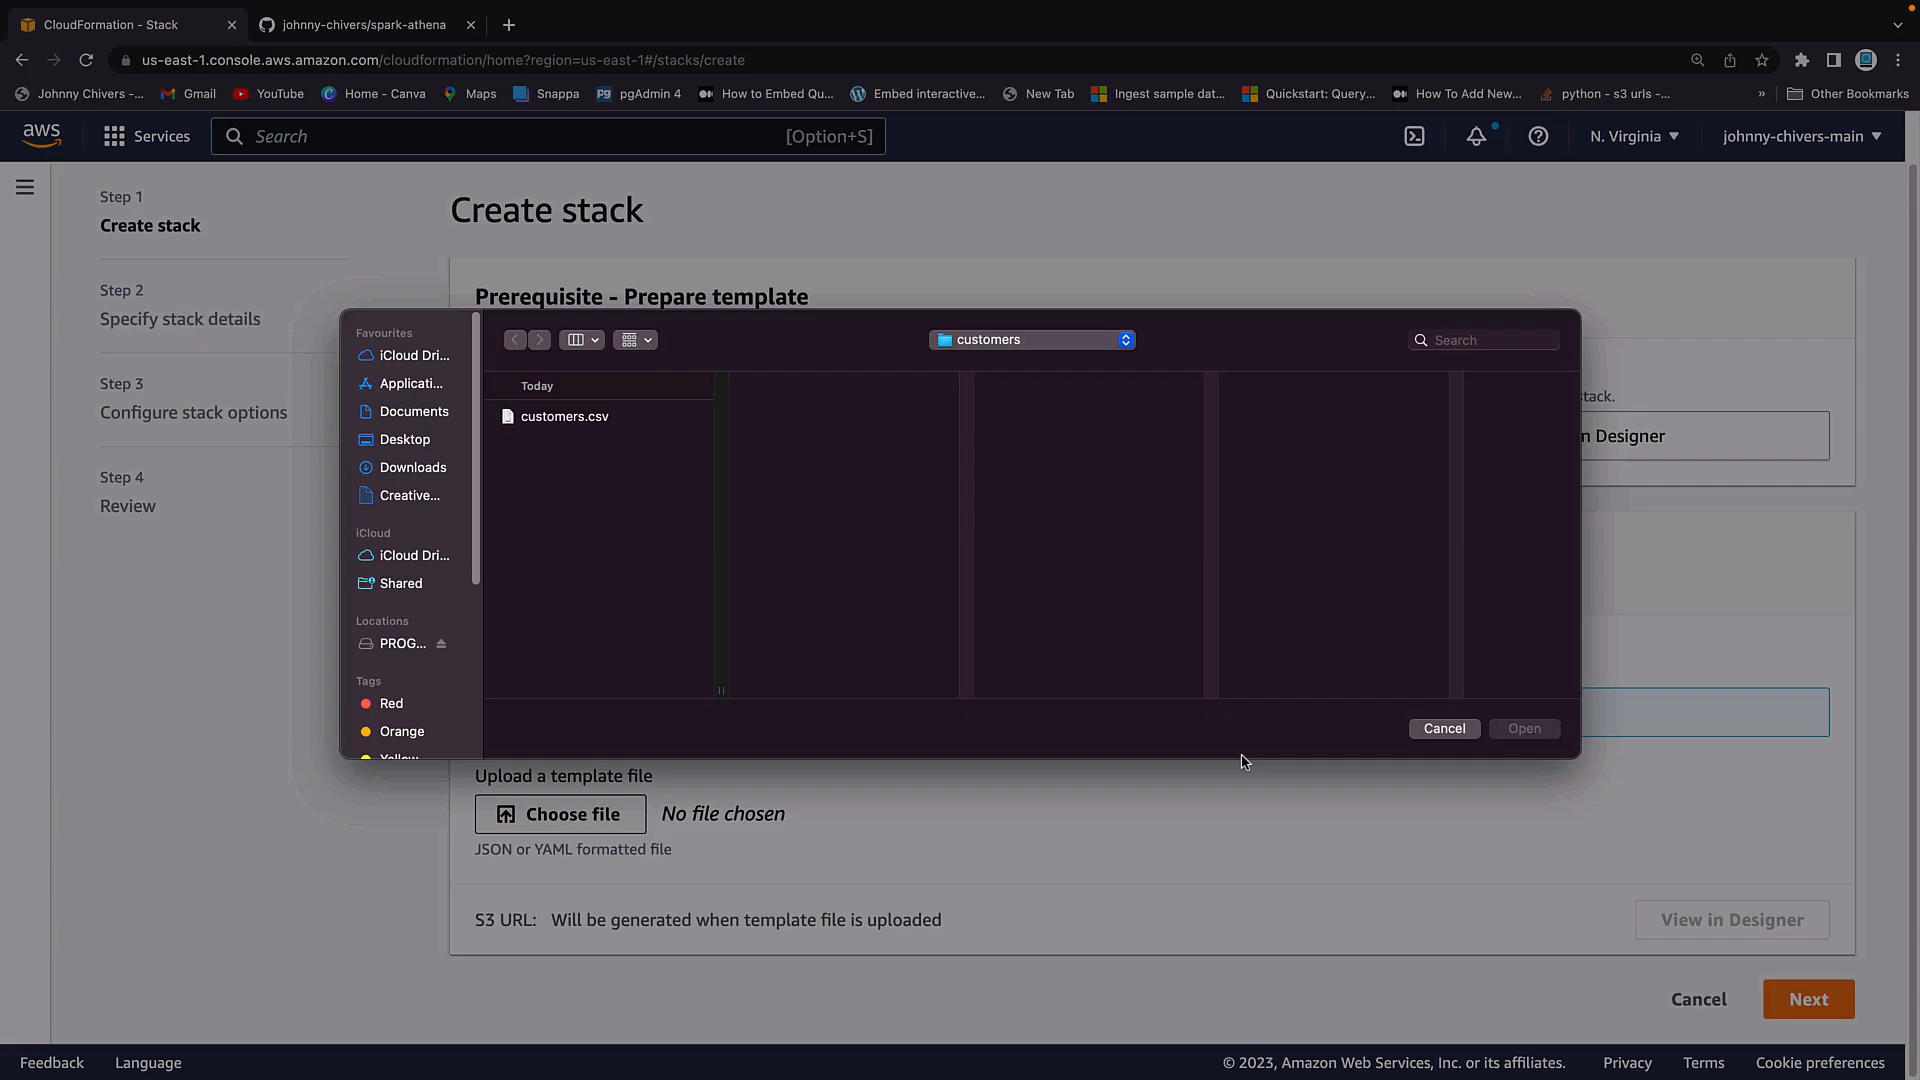 CloudFormation - Stack
johnny-chivers/spark-athena
us-east-1.console.aws.amazon.com/cloudformation/home?region=us-east-1#/stacks/create
Johnny Chivers -...
Gmail
YouTube
Home - Canva
Maps
Snappa
Pg pgAdmin 4
How to Embed Qu...
Embed interactive...
New Tab
Ingest sample dat...
Quickstart: Query...
How To Add New...
python - s3 urls -...
»
Other Bookmarks
aws
Services
Search
[Option+S]
N. Virginia
johnny-chivers-main
Step 1
Create stack
Step 2
Specify stack details
Step 3
Configure stack options
Step 4
Review
Create stack
Prerequisite - Prepare template
tack.
n Designer
Favourites
iCloud Dri...
Applicati...
Documents
Desktop
Downloads
Creative...
iCloud
iCloud Dri...
Shared
Locations
PROG...
Tags
Red
Orange
Yellow
customers
Search
Today
customers.csv
Cancel
Open
Upload a template file
Choose file
No file chosen
JSON or YAML formatted file
S3 URL: Will be generated when template file is uploaded
View in Designer
Cancel
Next
Feedback
Language
© 2023, Amazon Web Services, Inc. or its affiliates.
Privacy
Terms
Cookie preferences